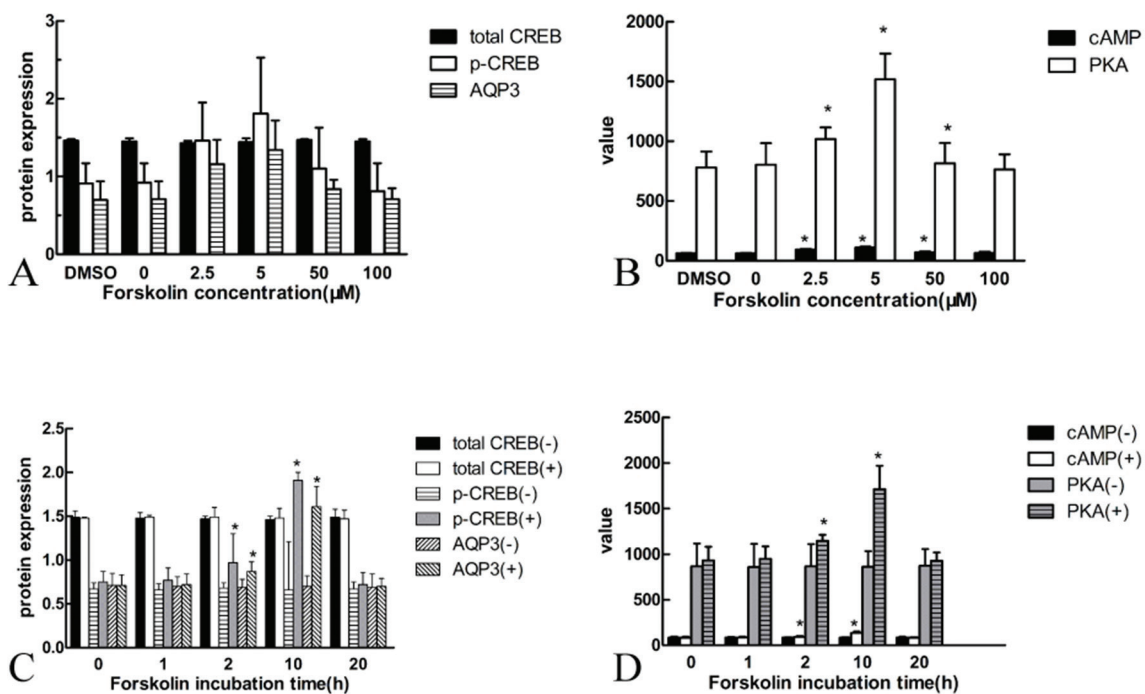 3
2
1
0
protein expression
total CREB
p-CREB
AQP3
DMSO 0 2.5 5 50 100
Forskolin concentration(µM)
A
2000
1500
1000
500
0
value
* * * * * *
cAMP
PKA
DMSO 0 2.5 5 50 100
Forskolin concentration(µM)
B
2.5
2.0
1.5
1.0
0.5
0.0
protein expression
* * * *
total CREB(-)
total CREB(+)
p-CREB(-)
p-CREB(+)
AQP3(-)
AQP3(+)
0 1 2 10 20
Forskolin incubation time(h)
C
2500
2000
1500
1000
500
0
value
* * * *
cAMP(-)
cAMP(+)
PKA(-)
PKA(+)
0 1 2 10 20
Forskolin incubation time(h)
D